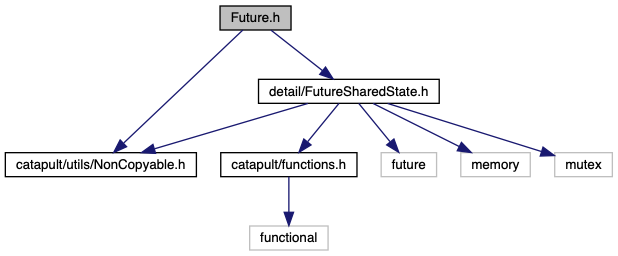 Future.h
detail/FutureSharedState.h
catapult/utils/NonCopyable.h
catapult/functions.h
future
memory
mutex
functional